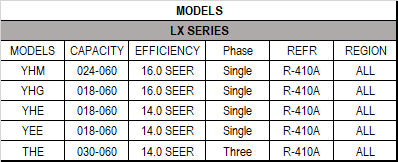 MODELS
LX SERIES
MODELS CAPACITY EFFICIENCY Phase REFR REGION
YHM 024-060 16.0 SEER Single R-410A ALL
YHG 018-060 16.0 SEER Single R-410A ALL
YHE 018-060 14.0 SEER Single R-410A ALL
YEE 018-060 14.0 SEER Single R-410A ALL
THE 030-060 14.0 SEER Three R-410A ALL